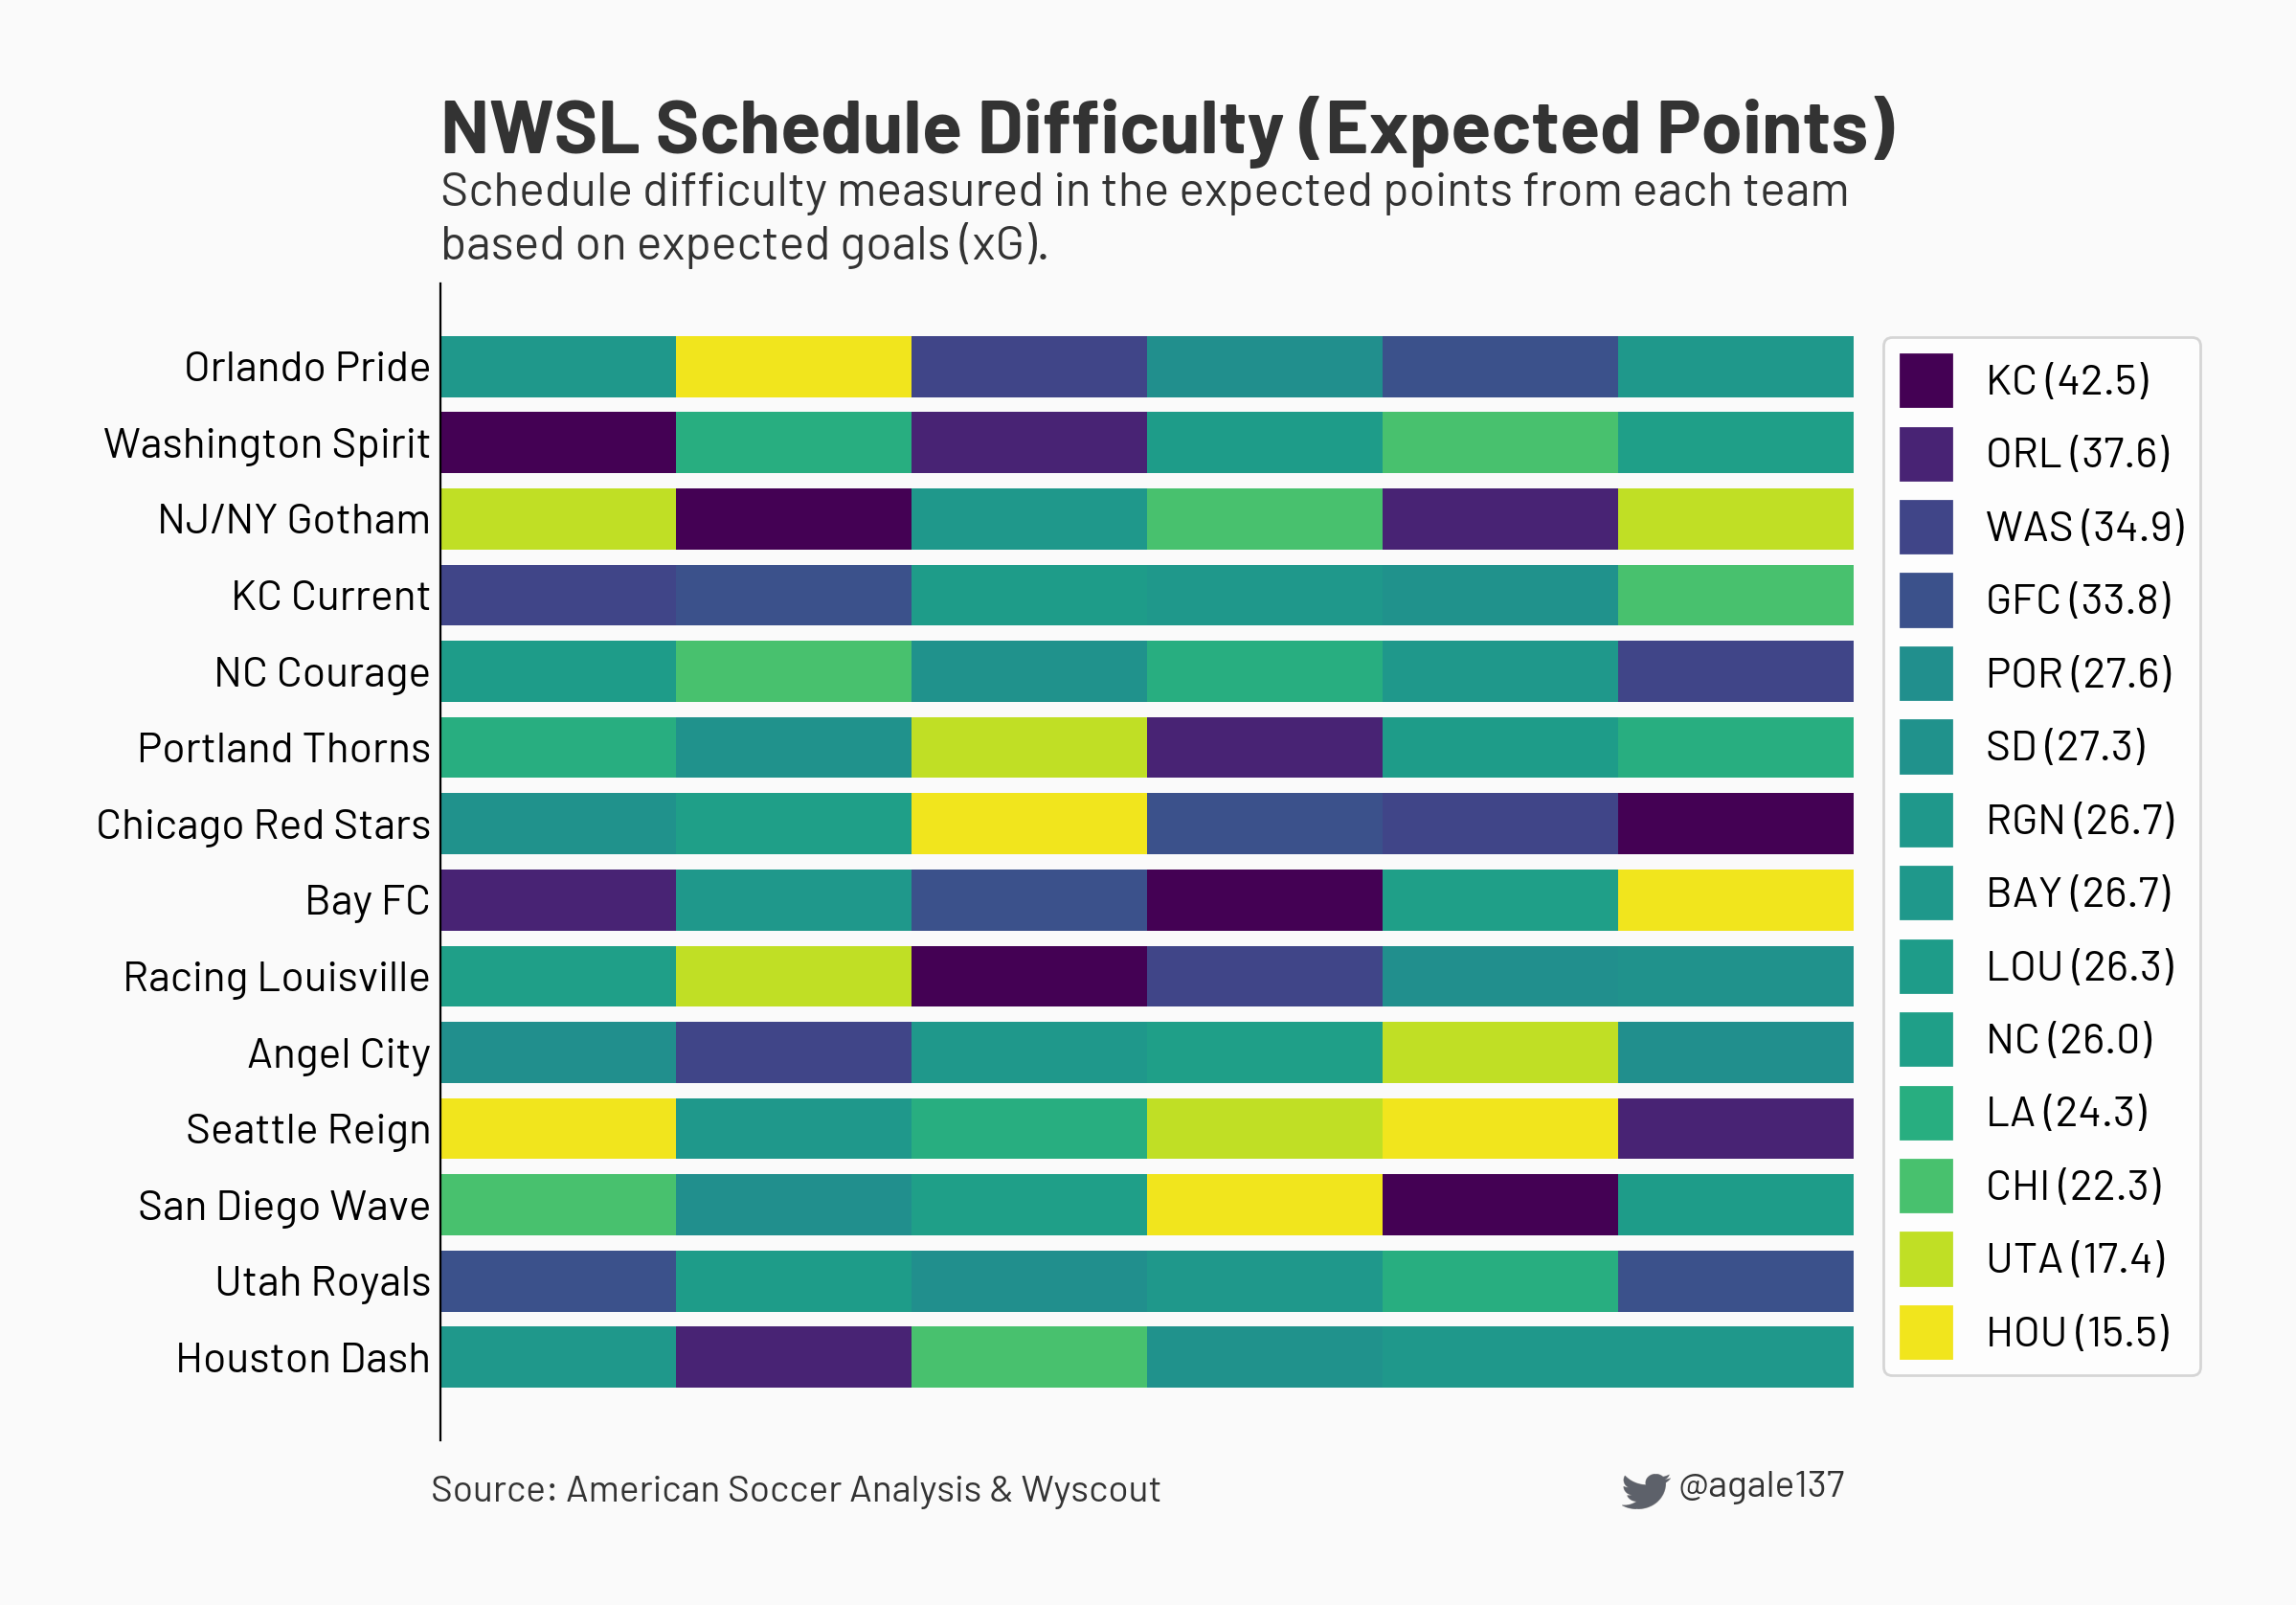 NWSL Schedule Difficulty (Expected Points)
Schedule difficulty measured in the expected points from each team
based on expected goals (xG).
Orlando Pride
Washington Spirit
NJ/NY Gotham
KC Current
NC Courage
Portland Thorns
Chicago Red Stars
Bay FC
Racing Louisville
Angel City
Seattle Reign
San Diego Wave
Utah Royals
Houston Dash
KC (42.5)
ORL (37.6)
WAS (34.9)
GFC (33.8)
POR (27.6)
SD (27.3)
RGN (26.7)
BAY (26.7)
LOU (26.3)
NC (26.0)
LA (24.3)
CHI (22.3)
UTA (17.4)
HOU (15.5)
Source: American Soccer Analysis & Wyscout
@agale137